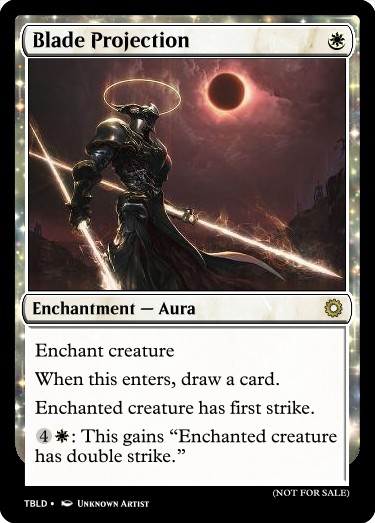 Blade Projection
Enchantment — Aura
Enchant creature
When this enters, draw a card.
Enchanted creature has first strike.
4 : This gains “Enchanted creature
has double strike.”
(NOT FOR SALE)
TBLD • Unknown Artist